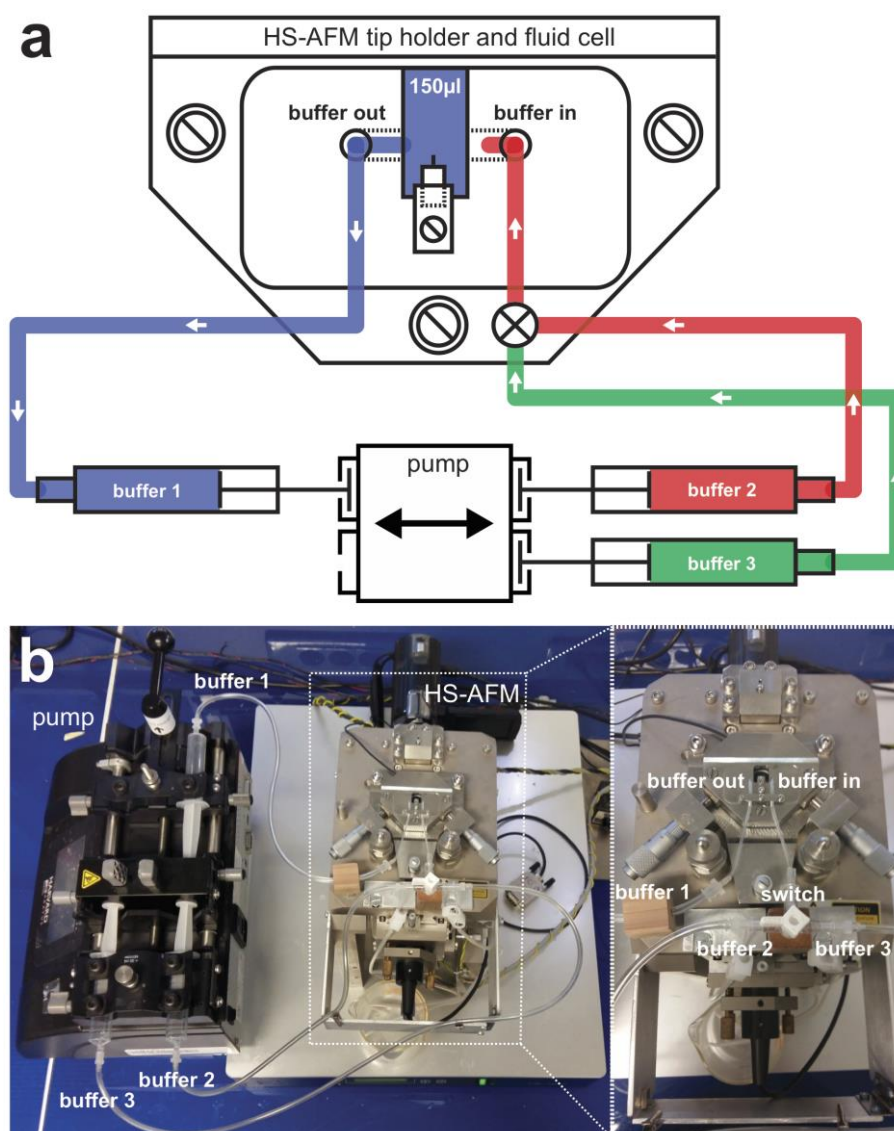 a
HS-AFM tip holder and fluid cell
150µl
buffer out
buffer in
pump
buffer 1
buffer 2
buffer 3
b
buffer 1
pump
HS-AFM
buffer 2
buffer 3
buffer out
buffer in
buffer 1
switch
buffer 2
buffer 3